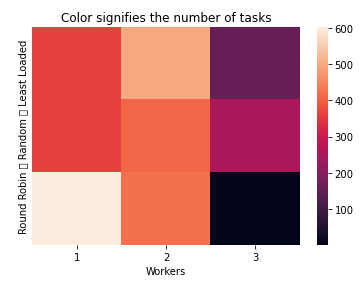 Color signifies the number of tasks
Round Robin ▯ Random ▯ Least Loaded
600
500
400
300
200
100
1 2 3
Workers